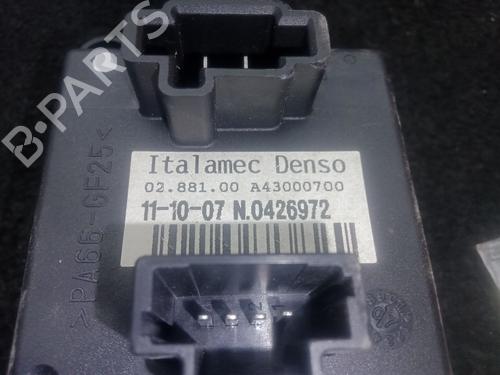 B-PARTS
>PA66-GF25<
Italamec Denso
02.881.00 A43000700
11-10-07 N.0426972